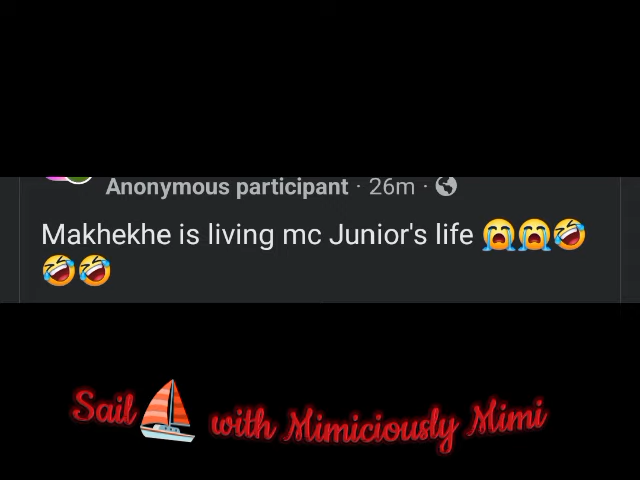 Anonymous participant · 26m ·
Makhekhe is living mc Junior's life 😭😭🤣
🤣🤣
Sail⛵ with Mimiciously Mimi